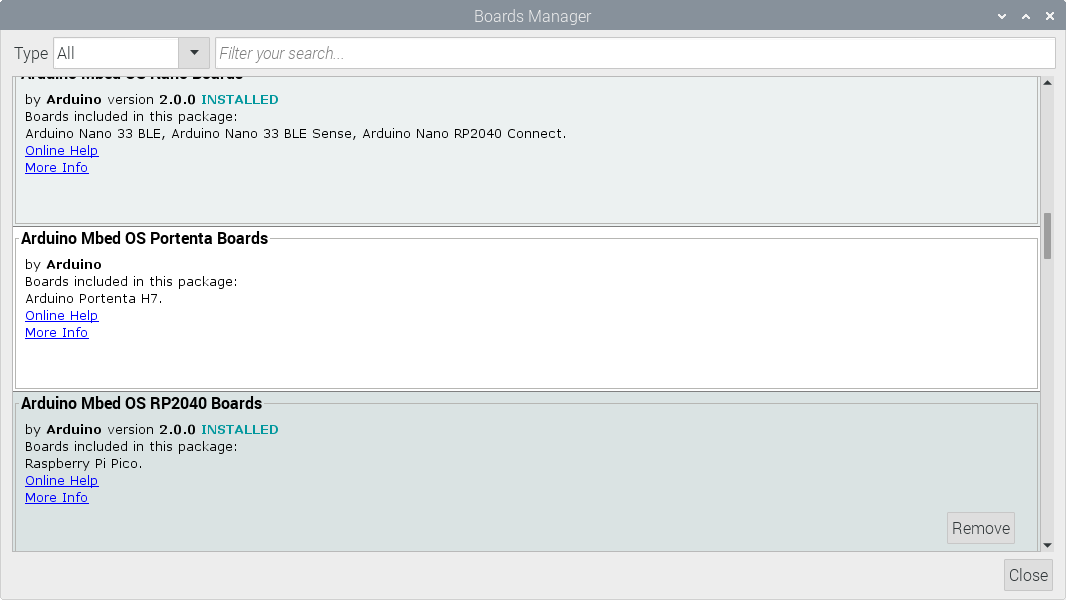 Boards Manager
Type All Filter your search...
Arduino Mbed OS Nano Boards
by Arduino version 2.0.0 INSTALLED
Boards included in this package:
Arduino Nano 33 BLE, Arduino Nano 33 BLE Sense, Arduino Nano RP2040 Connect.
Online Help
More Info
Arduino Mbed OS Portenta Boards
by Arduino
Boards included in this package:
Arduino Portenta H7.
Online Help
More Info
Arduino Mbed OS RP2040 Boards
by Arduino version 2.0.0 INSTALLED
Boards included in this package:
Raspberry Pi Pico.
Online Help
More Info
Remove
Close